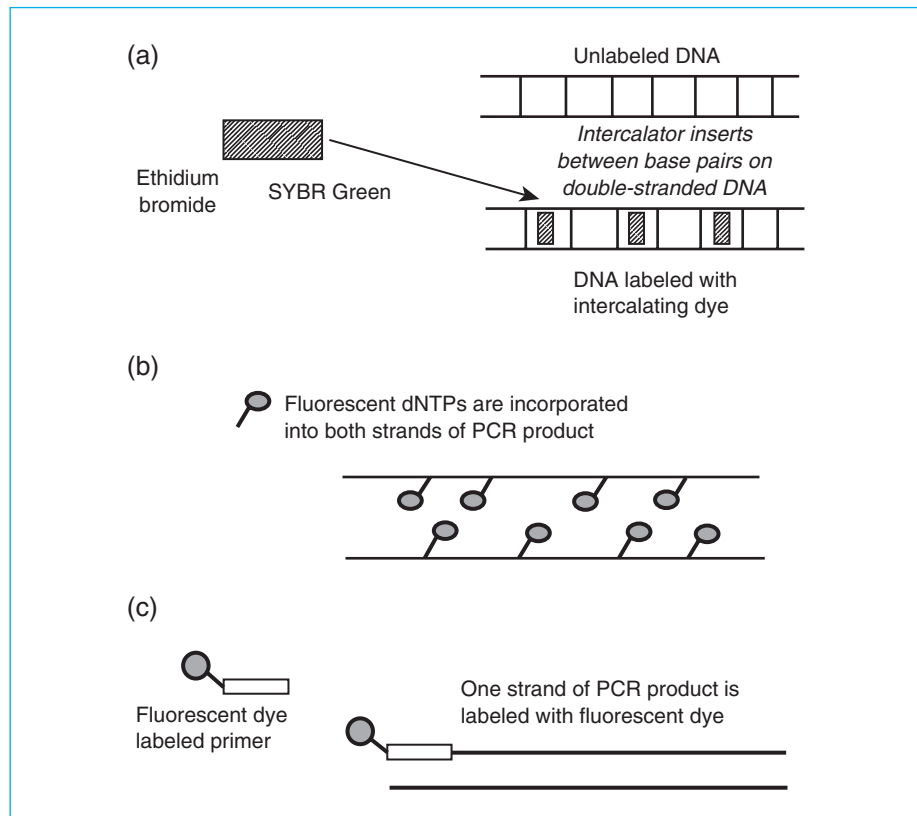 (a)
Unlabeled DNA
Intercalator inserts
between base pairs on
double-stranded DNA
Ethidium
bromide
SYBR Green
DNA labeled with
intercalating dye
(b)
Fluorescent dNTPs are incorporated
into both strands of PCR product
(c)
Fluorescent dye
labeled primer
One strand of PCR product is
labeled with fluorescent dye